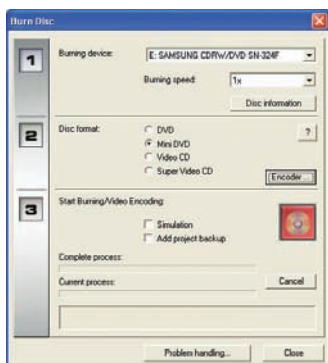 Burn Disc
1
Burning device:
E: SAMSUNG CDRW/DVD SN-324F
Burning speed:
1x
Disc information
2
Disc format:
DVD
?
Mini DVD
Video CD
Super Video CD
Encoder...
3
Start Burning/Video Encoding:
Simulation
Add project backup
Complete process:
Current process:
Cancel
Problem handling...
Close